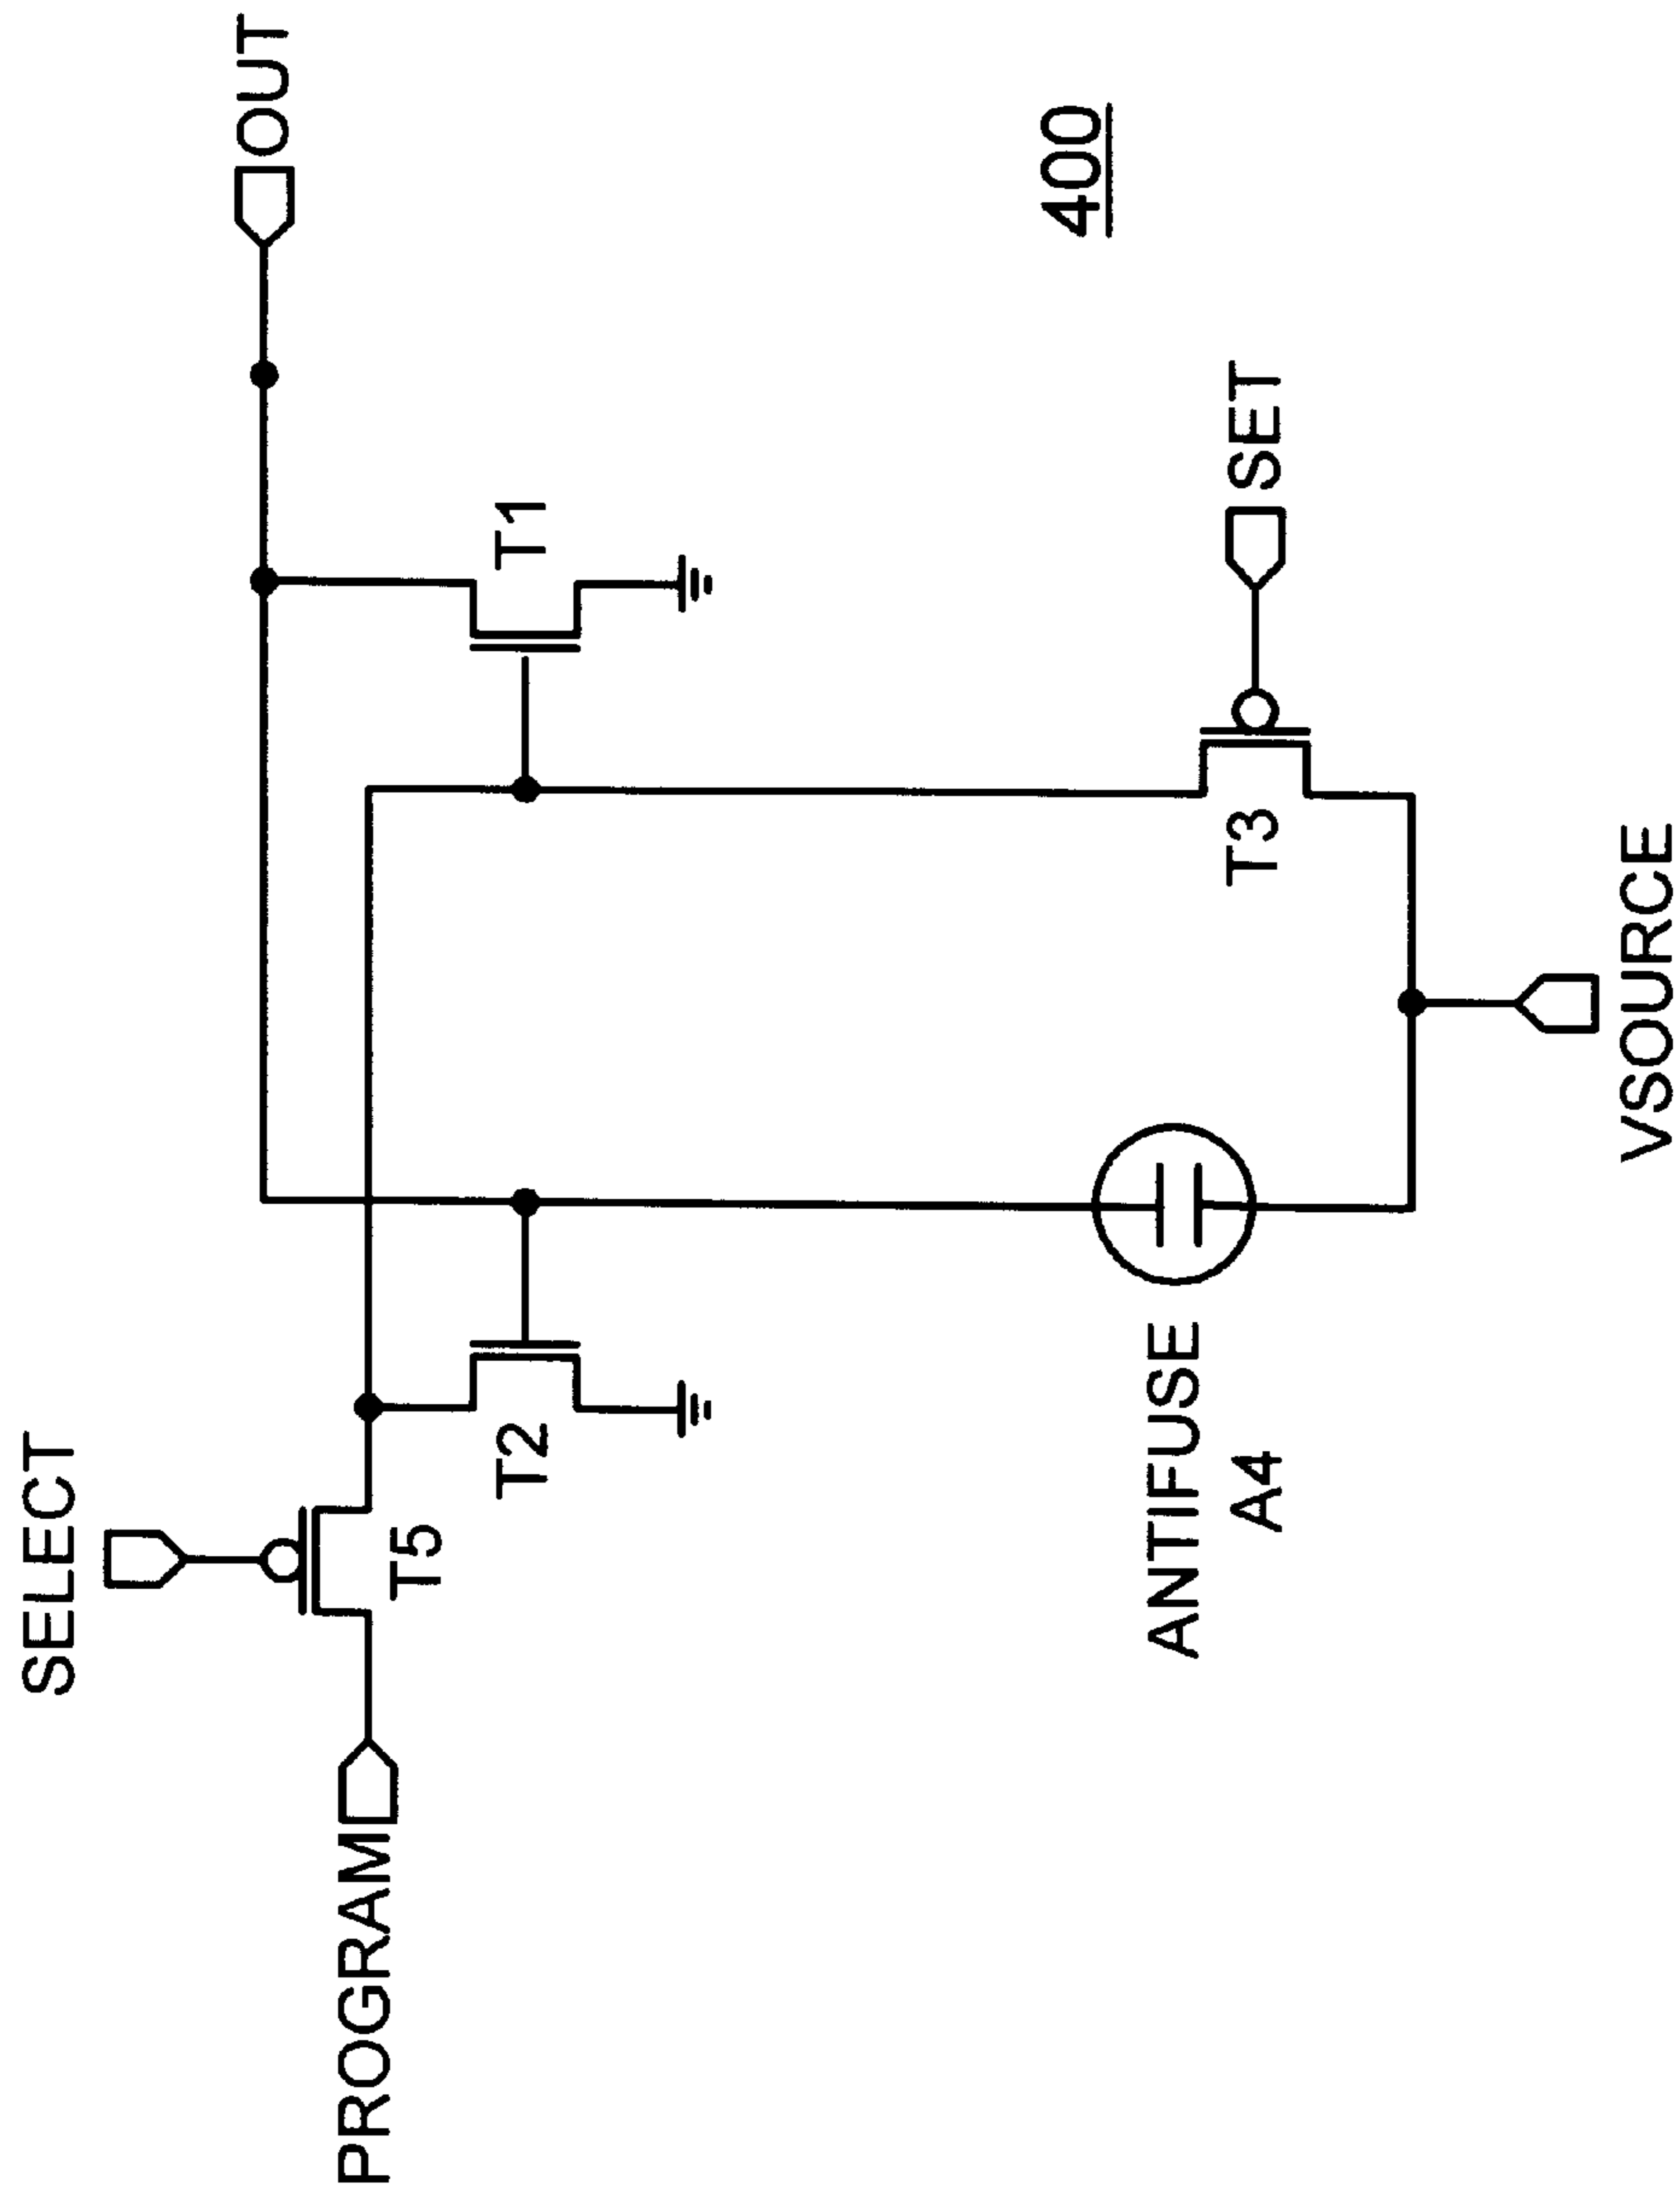 SELECT
PROGRAM
OUT
T5
T2
T1
ANTIFUSE
A4
T3
SET
VSOURCE
400